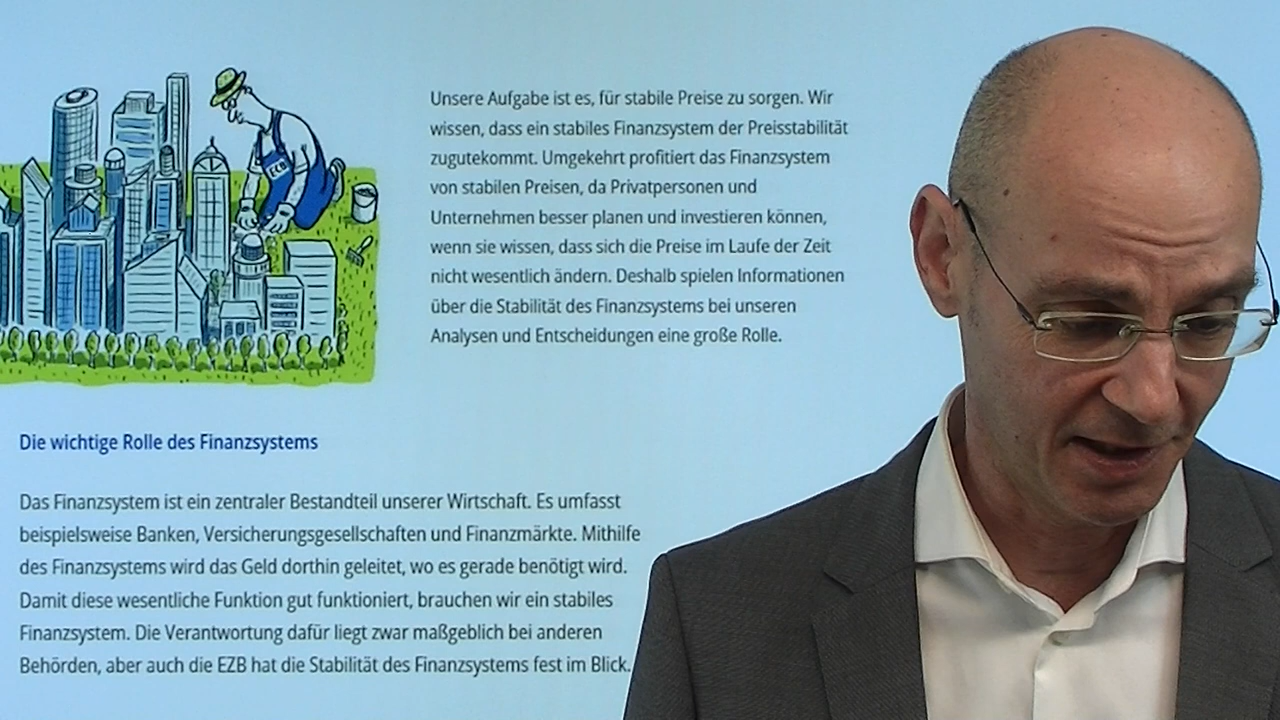 ECB
Unsere Aufgabe ist es, für stabile Preise zu sorgen. Wir
wissen, dass ein stabiles Finanzsystem der Preisstabilität
zugutekommt. Umgekehrt profitiert das Finanzsystem
von stabilen Preisen, da Privatpersonen und
Unternehmen besser planen und investieren können,
wenn sie wissen, dass sich die Preise im Laufe der Zeit
nicht wesentlich ändern. Deshalb spielen Informationen
über die Stabilität des Finanzsystems bei unseren
Analysen und Entscheidungen eine große Rolle.
Die wichtige Rolle des Finanzsystems
Das Finanzsystem ist ein zentraler Bestandteil unserer Wirtschaft. Es umfasst
beispielsweise Banken, Versicherungsgesellschaften und Finanzmärkte. Mithilfe
des Finanzsystems wird das Geld dorthin geleitet, wo es gerade benötigt wird.
Damit diese wesentliche Funktion gut funktioniert, brauchen wir ein stabiles
Finanzsystem. Die Verantwortung dafür liegt zwar maßgeblich bei anderen
Behörden, aber auch die EZB hat die Stabilität des Finanzsystems fest im Blick.